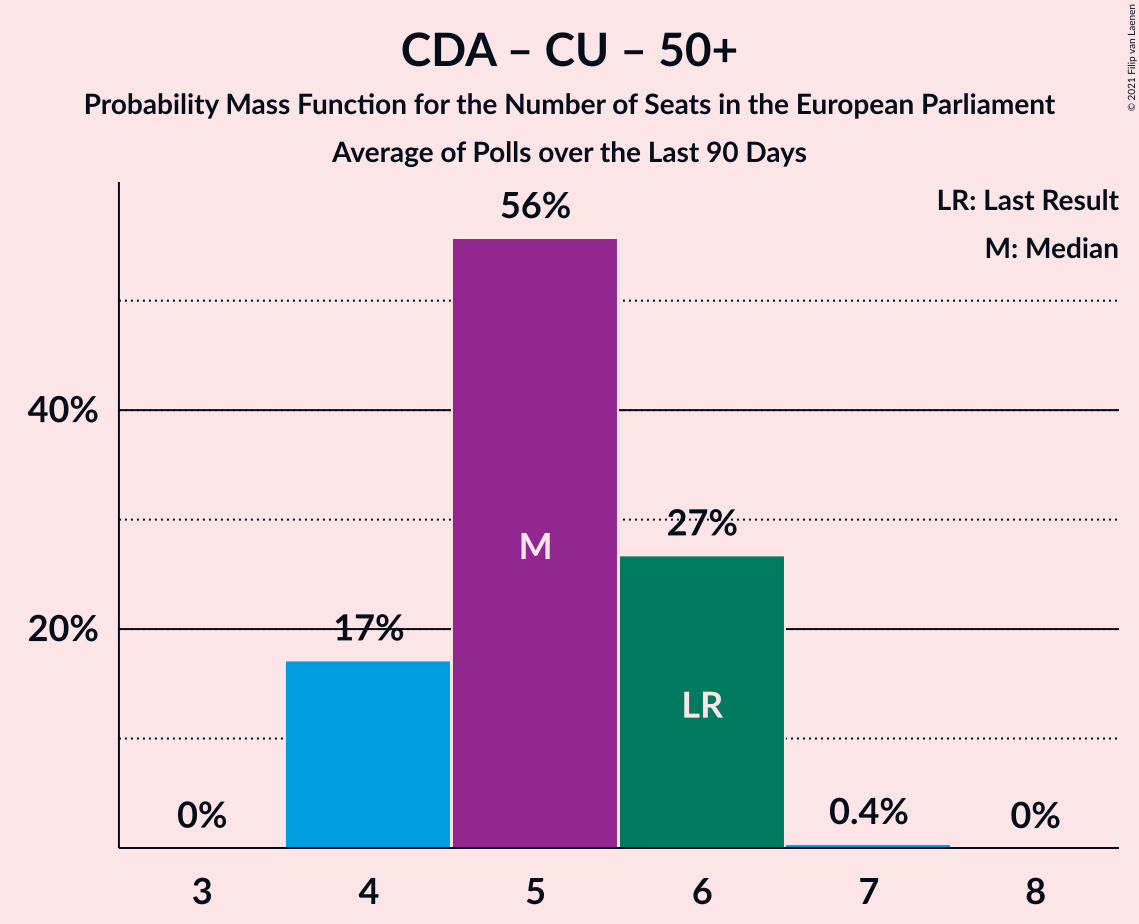 CDA – CU – 50+
Probability Mass Function for the Number of Seats in the European Parliament
Average of Polls over the Last 90 Days
© 2021 Filip van Laenen
LR: Last Result
M: Median
56%
40%
27%
M
20%
17%
LR
0%
0.4%
0%
3 4 5 6 7 8